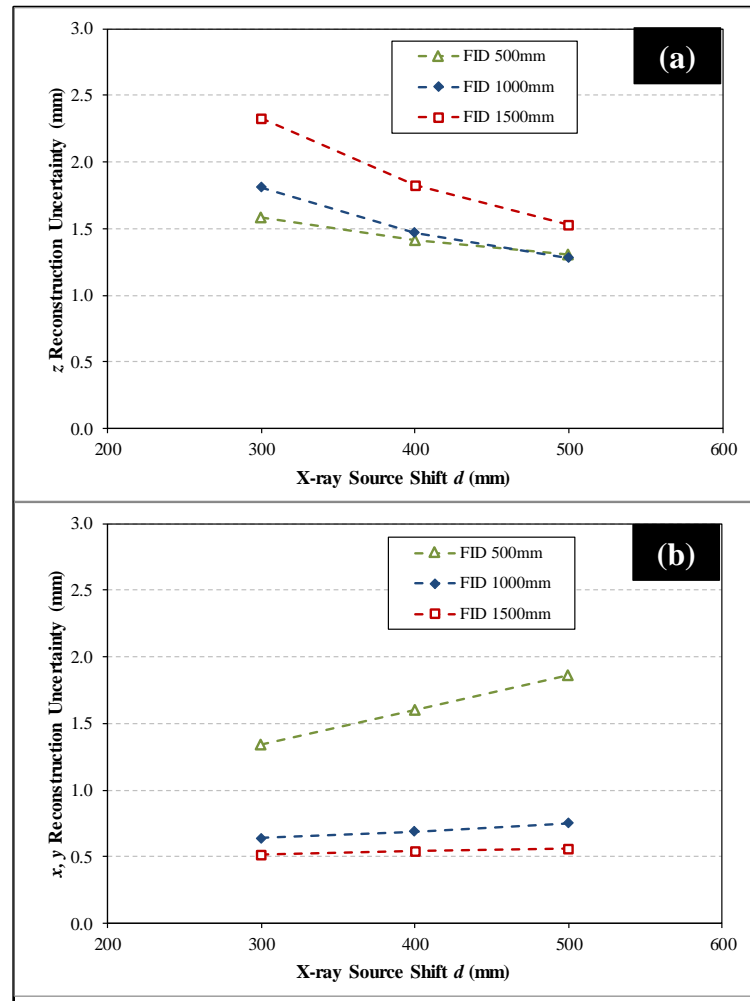 (a)
FID 500mm
FID 1000mm
FID 1500mm
z Reconstruction Uncertainty (mm)
3.0
2.5
2.0
1.5
1.0
0.5
0.0
200 300 400 500 600
X-ray Source Shift d (mm)
(b)
FID 500mm
FID 1000mm
FID 1500mm
x, y Reconstruction Uncertainty (mm)
3.0
2.5
2.0
1.5
1.0
0.5
0.0
200 300 400 500 600
X-ray Source Shift d (mm)